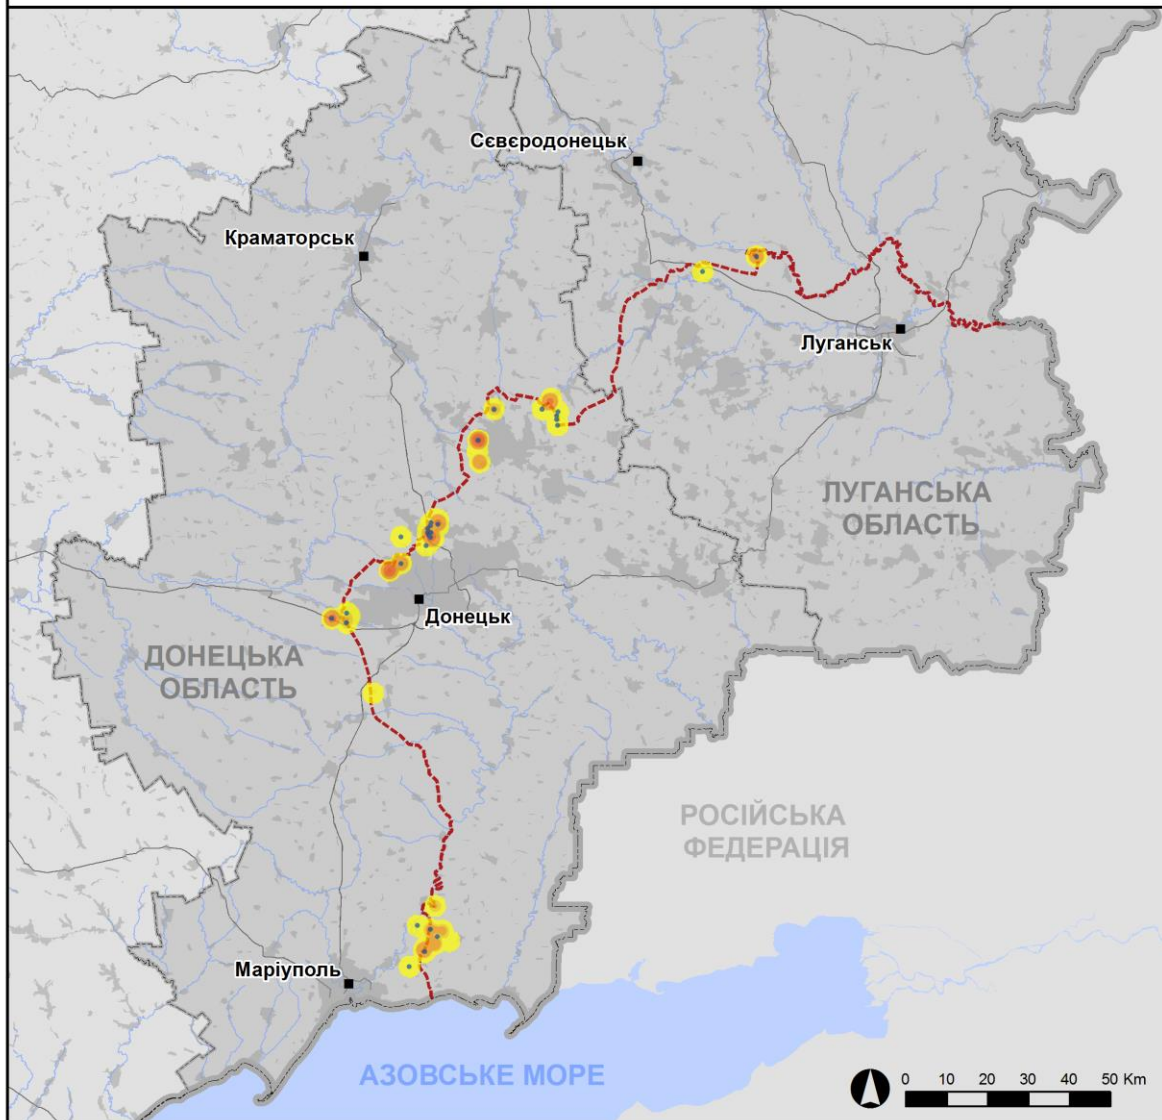 Сєвєродонецьк
Краматорськ
Луганськ
ЛУГАНСЬКА
ОБЛАСТЬ
Донецьк
ДОНЕЦЬКА
ОБЛАСТЬ
РОСІЙСЬКА
ФЕДЕРАЦІЯ
Маріуполь
АЗОВСЬКЕ МОРЕ
0 10 20 30 40 50 Km